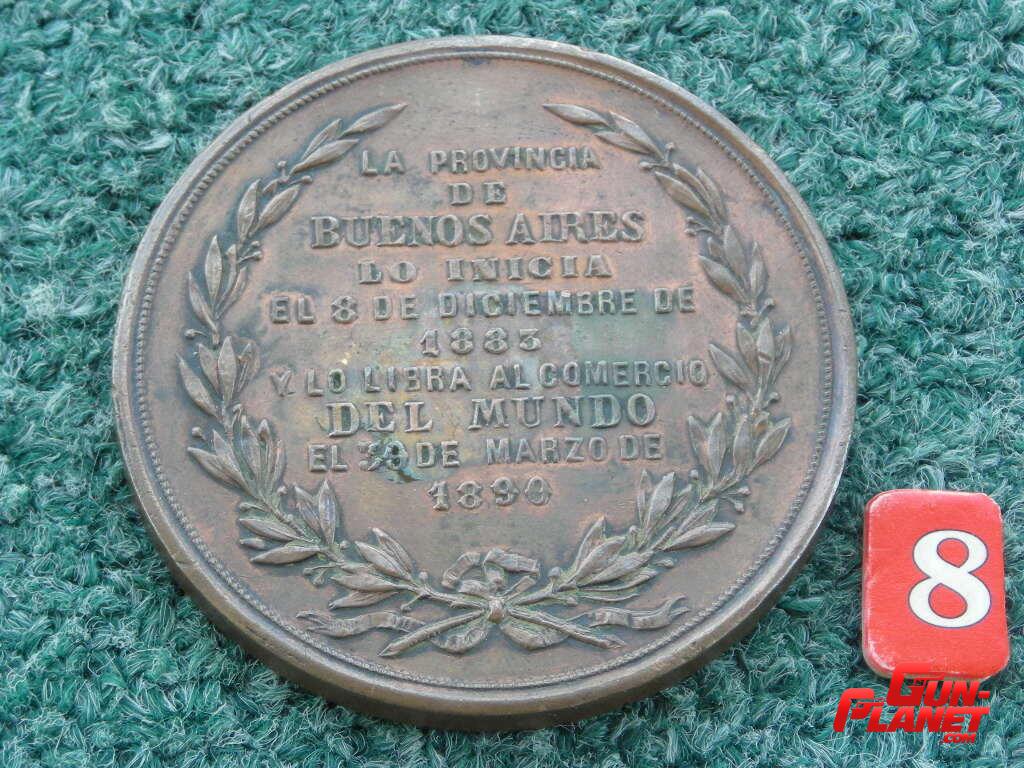 LA PROVINCIA
DE
BUENOS AIRES
LO INICIA
EL 8 DE DICIEMBRE DE
1883
Y LO LIBRA AL COMERCIO
DEL MUNDO
EL DE MARZO DE
1890
8
GUN-
PLANET
.COM